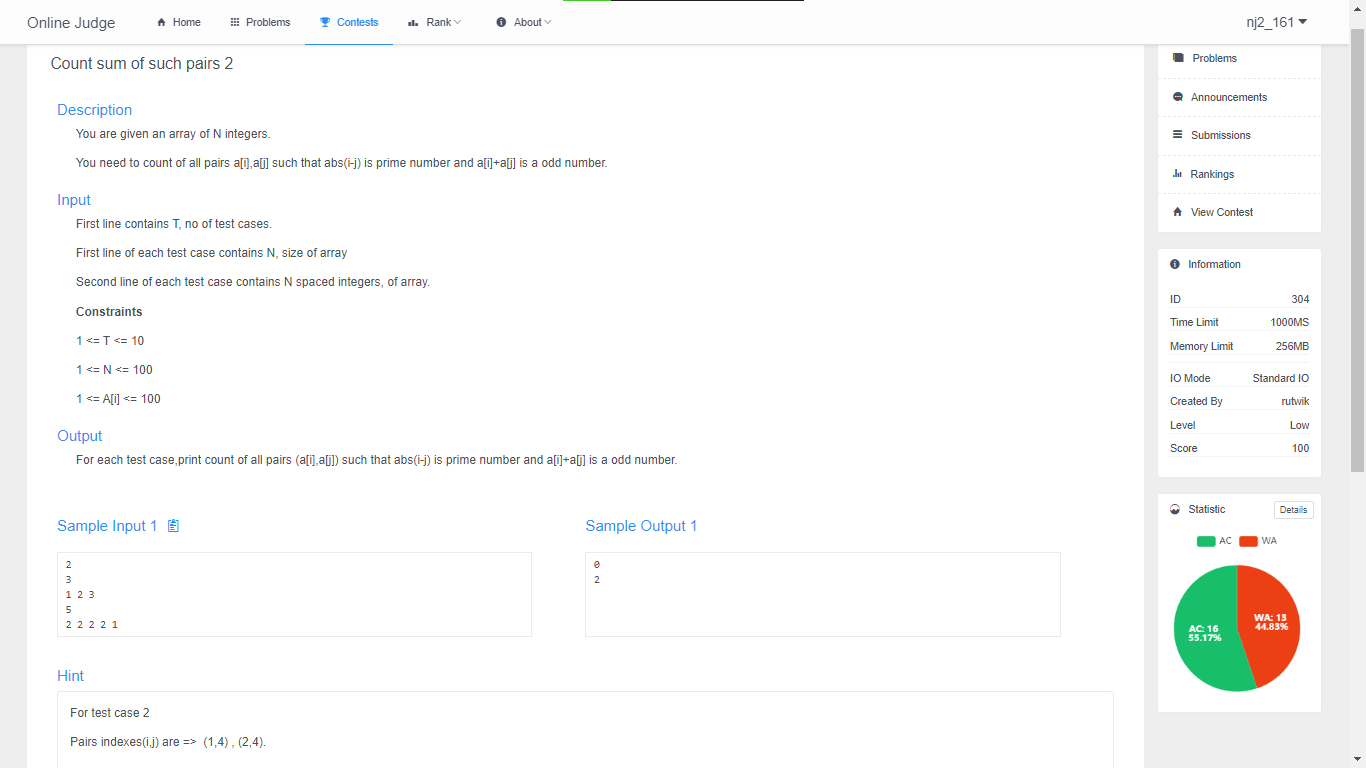 Online Judge
Home
Problems
Contests
Rank
About
nj2_161
Count sum of such pairs 2
Description
You are given an array of N integers.
You need to count of all pairs a[i],a[j] such that abs(i-j) is prime number and a[i]+a[j] is a odd number.
Input
First line contains T, no of test cases.
First line of each test case contains N, size of array
Second line of each test case contains N spaced integers, of array.
Constraints
1 <= T <= 10
1 <= N <= 100
1 <= A[i] <= 100
Output
For each test case,print count of all pairs (a[i],a[j]) such that abs(i-j) is prime number and a[i]+a[j] is a odd number.
Sample Input 1
2
3
1 2 3
5
2 2 2 2 1
Sample Output 1
0
2
Hint
For test case 2
Pairs indexes(i,j) are => (1,4) , (2,4).
Problems
Announcements
Submissions
Rankings
View Contest
Information
ID 304
Time Limit 1000MS
Memory Limit 256MB
IO Mode Standard IO
Created By rutwik
Level Low
Score 100
Statistic
Details
AC WA
WA: 13
44.83%
AC: 16
55.17%